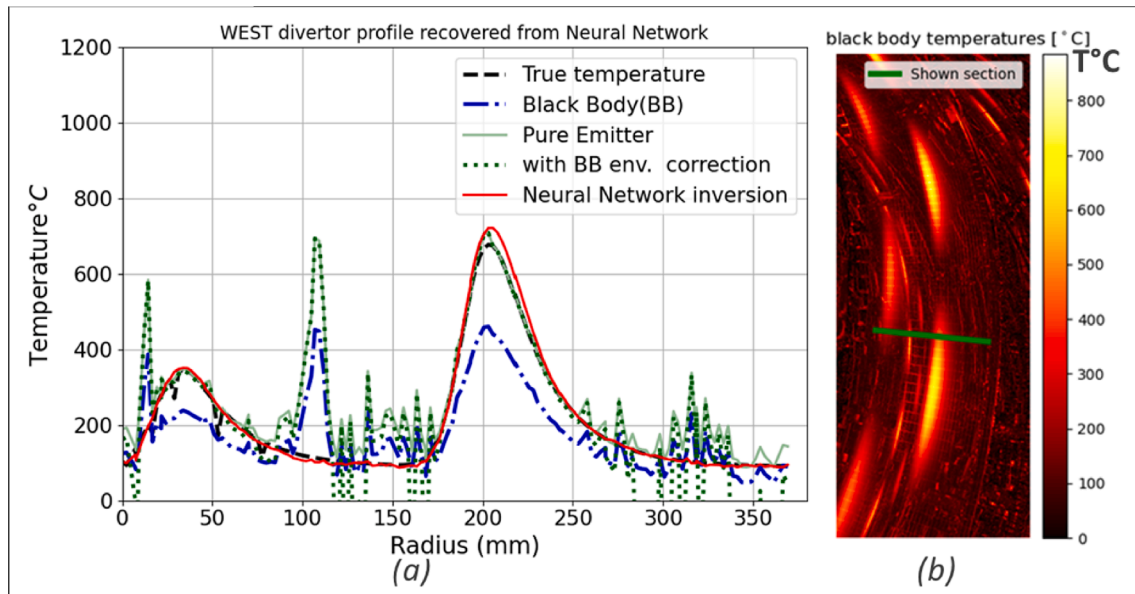 WEST divertor profile recovered from Neural Network
1200
1000
800
600
400
200
0
Temperature°C
True temperature
Black Body(BB)
Pure Emitter
with BB env. correction
Neural Network inversion
0 50 100 150 200 250 300 350
Radius (mm)
(a)
black body temperatures [°C]
Shown section
T°C
800
700
600
500
400
300
200
100
0
(b)